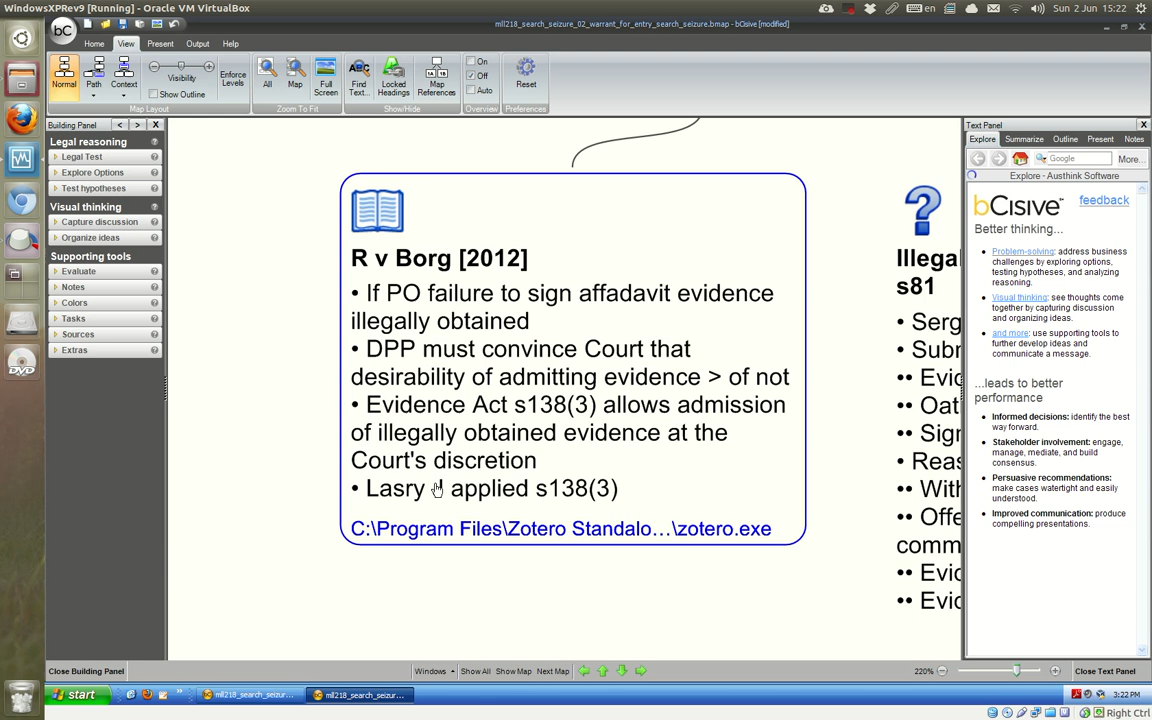 WindowsXPRev9 [Running] - Oracle VM VirtualBox
en
Sun 2 Jun
15:22
bC
mll218_search_seizure_02_warrant_for_entry_search_seizure.bmap - bCisive [modified]
Home View Present Output Help
Normal Path Context
Visibility
Show Outline
Enforce
Levels
Map Layout
All Map Full
Screen
Zoom To Fit
Find
Text...
Locked
Headings
Map
References
Show/Hide
On
Off
Auto
Overview
Reset
Preferences
Building Panel
Legal reasoning
Legal Test
Explore Options
Test hypotheses
Visual thinking
Capture discussion
Organize ideas
Supporting tools
Evaluate
Notes
Colors
Tasks
Sources
Extras
R v Borg [2012]
• If PO failure to sign affadavit evidence
illegally obtained
• DPP must convince Court that
desirability of admitting evidence > of not
• Evidence Act s138(3) allows admission
of illegally obtained evidence at the
Court's discretion
• Lasry J applied s138(3)
C:\Program Files\Zotero Standalo…\zotero.exe
?
s81
• Serg
•• Evid
•• Oat
•• Sign
• Reas
•• With
•• Offe
comm
•• Evid
•• Evid
Text Panel
Explore Summarize Outline Present Notes
Google
More...
Explore - Austhink Software
bCisive™
feedback
Better thinking...
Problem-solving: address business
challenges by exploring options,
testing hypotheses, and analyzing
reasoning.
Visual thinking: see thoughts come
together by capturing discussion
and organizing ideas.
and more: use supporting tools to
further develop ideas and
communicate a message.
...leads to better
performance
Informed decisions: identify the best
way forward.
Stakeholder involvement: engage,
manage, mediate, and build
consensus.
Persuasive recommendations:
make cases watertight and easily
understood.
Improved communication: produce
compelling presentations.
DVD
Close Building Panel
Windows Show All Show Map Next Map
220%
Close Text Panel
start
mll218_search_seizu...
mll218_search_seizu...
3:22 PM
Right Ctrl